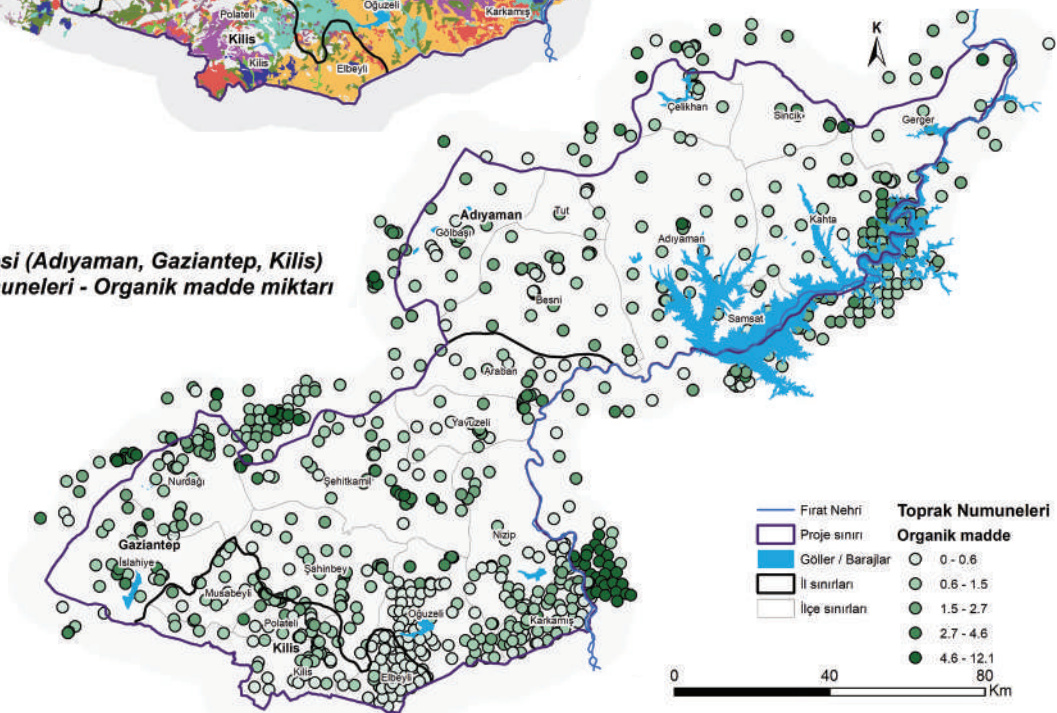 Polateli
Oğuzeli
Karkamış
Kilis
Kilis
Elbeyli
K
Çelikhan
Sincik
Gerger
Adıyaman
Tut
Gölbaşı
Kahta
Adıyaman
si (Adıyaman, Gaziantep, Kilis)
uneleri - Organik madde miktarı
Besni
Samsat
Araban
Yavuzeli
Nurdağı
Şehitkamil
Nizip
Gaziantep
İslahiye
Şahinbey
Musabeyli
Polateli
Oğuzeli
Karkamış
Kilis
Kilis
Elbeyli
Fırat Nehri
Proje sınırı
Göller / Barajlar
İl sınırları
İlçe sınırları
Toprak Numuneleri
Organik madde
0 - 0.6
0.6 - 1.5
1.5 - 2.7
2.7 - 4.6
4.6 - 12.1
0 40 80 Km